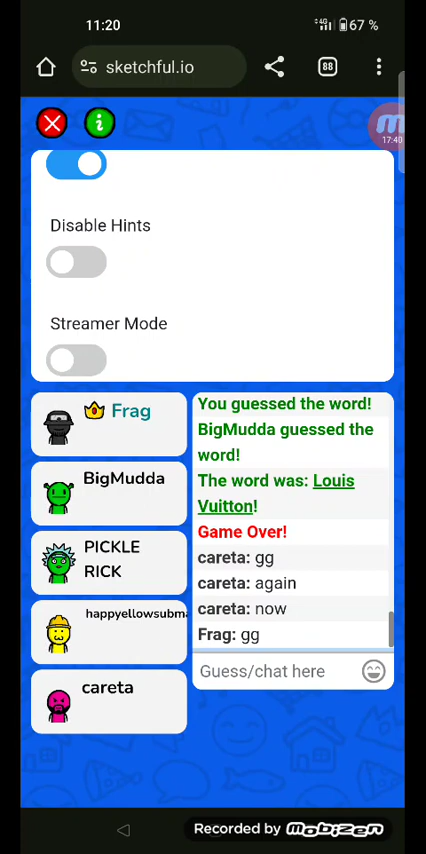 11:20
4G
67 %
sketchful.io
88
17:40
Disable Hints
Streamer Mode
Frag
BigMudda
PICKLE
RICK
happyellowsubma
careta
You guessed the word!
BigMudda guessed the
word!
The word was: Louis
Vuitton!
Game Over!
careta: gg
careta: again
careta: now
Frag: gg
Guess/chat here
Recorded by mobizen